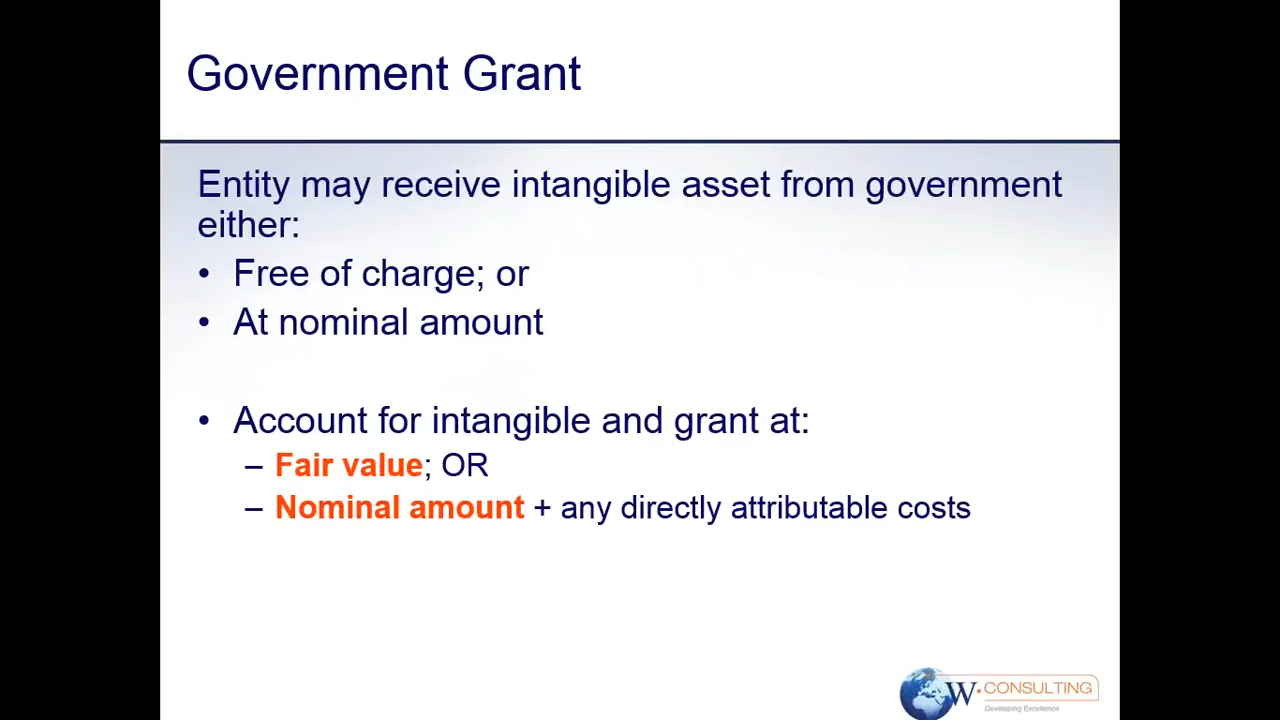 Government Grant
Entity may receive intangible asset from government
either:
• Free of charge; or
• At nominal amount
• Account for intangible and grant at:
– Fair value; OR
– Nominal amount + any directly attributable costs
W·CONSULTING
Developing Excellence